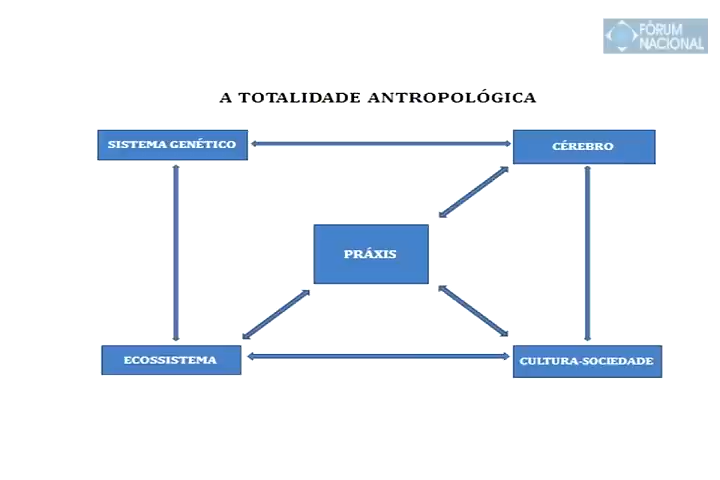 FÓRUM
NACIONAL
A TOTALIDADE ANTROPOLÓGICA
SISTEMA GENÉTICO
CÉREBRO
PRÁXIS
ECOSSISTEMA
CULTURA-SOCIEDADE